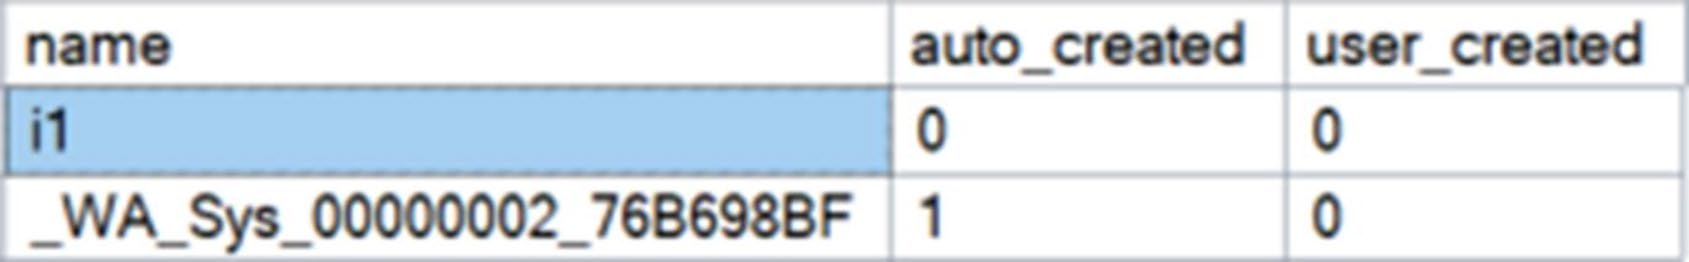 name auto_created user_created
i1 0 0
_WA_Sys_00000002_76B698BF 1 0